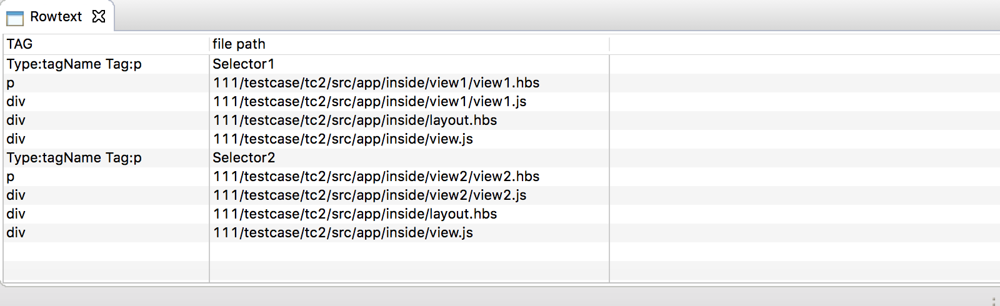 Rowtext
TAG file path
Type:tagName Tag:p Selector1
p 111/testcase/tc2/src/app/inside/view1/view1.hbs
div 111/testcase/tc2/src/app/inside/view1/view1.js
div 111/testcase/tc2/src/app/inside/layout.hbs
div 111/testcase/tc2/src/app/inside/view.js
Type:tagName Tag:p Selector2
p 111/testcase/tc2/src/app/inside/view2/view2.hbs
div 111/testcase/tc2/src/app/inside/view2/view2.js
div 111/testcase/tc2/src/app/inside/layout.hbs
div 111/testcase/tc2/src/app/inside/view.js